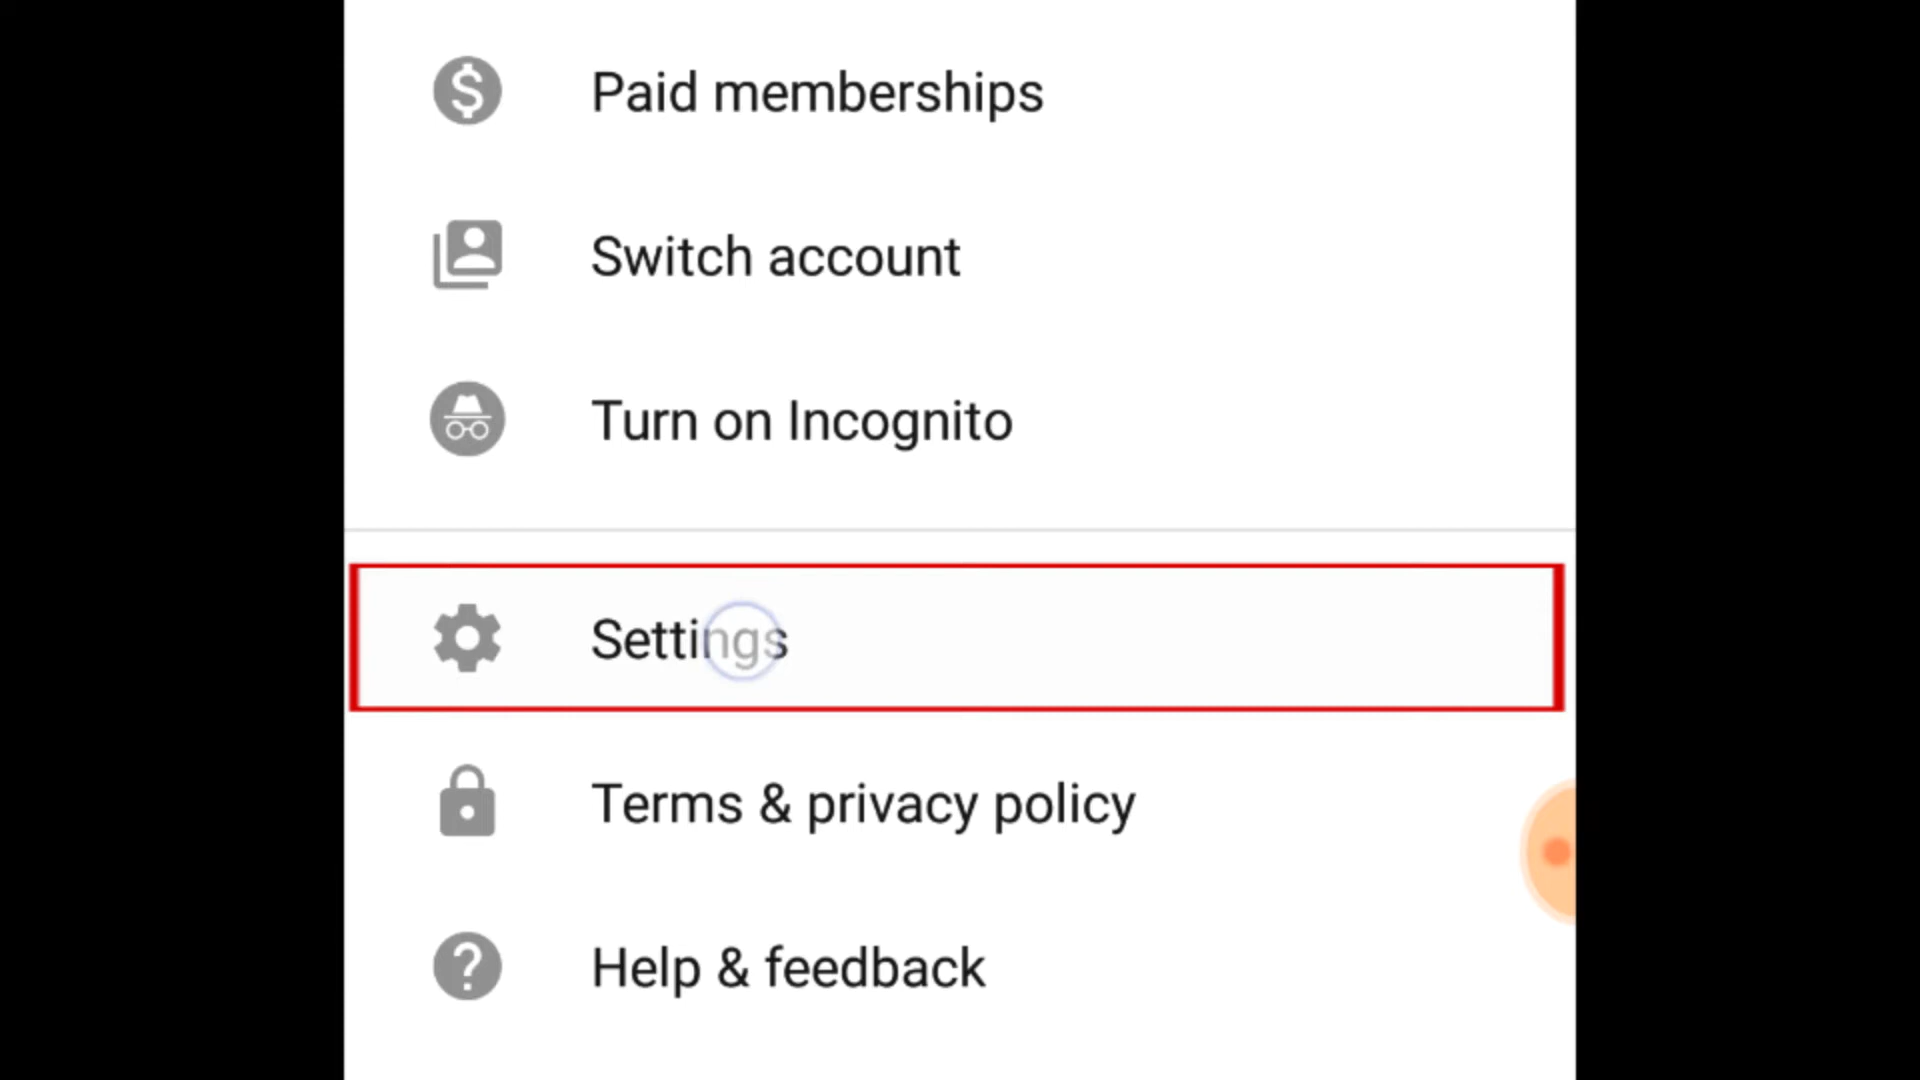 Paid memberships
Switch account
Turn on Incognito
Settings
Terms & privacy policy
Help & feedback